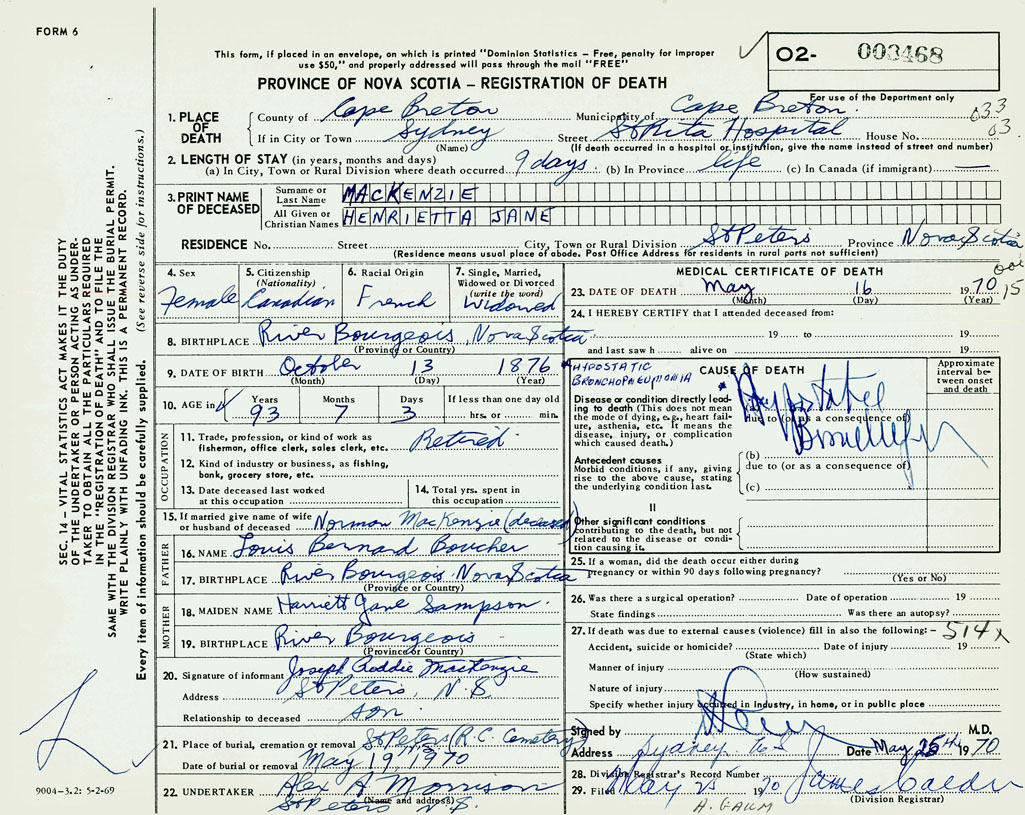 FORM 6
This form, if placed in an envelope, on which is printed "Dominion Statistics – Free, penalty for improper
use $50," and properly addressed will pass through the mail "FREE"
02- 003468
PROVINCE OF NOVA SCOTIA – REGISTRATION OF DEATH
For use of the Department only
033
03
1. PLACE OF DEATH
County of Cape Breton Municipality of Cape Breton.
If in City or Town Sydney Street St Rita Hospital House No.
(Name) (If death occurred in a hospital or institution, give the name instead of street and number)
2. LENGTH OF STAY (in years, months and days)
(a) In City, Town or Rural Division where death occurred 9 days (b) In Province life (c) In Canada (if immigrant) —
3. PRINT NAME OF DECEASED
Surname or Last Name MACKENZIE
All Given or Christian Names HENRIETTA JANE
RESIDENCE No. Street City, Town or Rural Division St Peters Province Nova Scotia
(Residence means usual place of abode. Post Office Address for residents in rural parts not sufficient)
001
15
4. Sex
Female
5. Citizenship
(Nationality)
Canadian
6. Racial Origin
French
7. Single, Married,
Widowed or Divorced
(write the word)
Widowed
8. BIRTHPLACE River Bourgeois, Nova Scotia
(Province or Country)
9. DATE OF BIRTH October 13 1876
(Month) (Day) (Year)
10. AGE in Years Months Days If less than one day old
93 7 3 hrs. or min.
OCCUPATION
11. Trade, profession, or kind of work as
fisherman, office clerk, sales clerk, etc. Retired
12. Kind of industry or business, as fishing,
bank, grocery store, etc.
13. Date deceased last worked
at this occupation
14. Total yrs. spent in
this occupation
15. If married give name of wife
or husband of deceased Norman MacKenzie (deceased)
FATHER
16. NAME Louis Bernard Boucher
17. BIRTHPLACE River Bourgeois, Nova Scotia
(Province or Country)
MOTHER
18. MAIDEN NAME Harriett Jane Sampson.
19. BIRTHPLACE River Bourgeois
(Province or Country)
20. Signature of informant Joseph Roddie MacKenzie
Address St Peters, N.S.
Relationship to deceased son
21. Place of burial, cremation or removal St Peters (R.C. Cemetery)
Date of burial or removal May 19, 1970
22. UNDERTAKER Alex A Morrison
(Name and address)
St Peters N.S.
MEDICAL CERTIFICATE OF DEATH
23. DATE OF DEATH May 16 1970
(Month) (Day) (Year)
24. I HEREBY CERTIFY that I attended deceased from:
19 to 19
and last saw h alive on 19
* HYPOSTATIC
BRONCHOPNEUMONIA
CAUSE OF DEATH
Approximate
interval be-
tween onset
and death
I
Disease or condition directly lead-
ing to death (This does not mean
the mode of dying, e.g., heart fail-
ure, asthenia, etc. It means the
disease, injury, or complication
which caused death.)
(a)
due to (or as a consequence of)
Antecedent causes
Morbid conditions, if any, giving
rise to the above cause, stating
the underlying condition last.
(b)
due to (or as a consequence of)
(c)
II
Other significant conditions
contributing to the death, but not
related to the disease or condi-
tion causing it.
25. If a woman, did the death occur either during
pregnancy or within 90 days following pregnancy?
(Yes or No)
26. Was there a surgical operation? Date of operation 19
State findings Was there an autopsy?
27. If death was due to external causes (violence) fill in also the following: – 514x
Accident, suicide or homicide? Date of injury 19
(State which)
Manner of injury
(How sustained)
Nature of injury
Specify whether injury occurred in industry, in home, or in public place
Signed by M.D.
Address Sydney N S Date May 25th 1970
28. Division Registrar's Record Number
29. Filed May 25 1970 James Calder
(Division Registrar)
A. GAUM
SEC. 14 – VITAL STATISTICS ACT MAKES IT THE DUTY
OF THE UNDERTAKER OR PERSON ACTING AS UNDER-
TAKER TO OBTAIN ALL THE PARTICULARS REQUIRED
IN THE "REGISTRATION OF DEATH" AND TO FILE THE
SAME WITH THE DIVISION REGISTRAR WHO SHALL ISSUE THE BURIAL PERMIT.
WRITE PLAINLY WITH UNFADING INK. THIS IS A PERMANENT RECORD.
Every item of information should be carefully supplied. (See reverse side for instructions.)
9004-3.2: 5-2-69